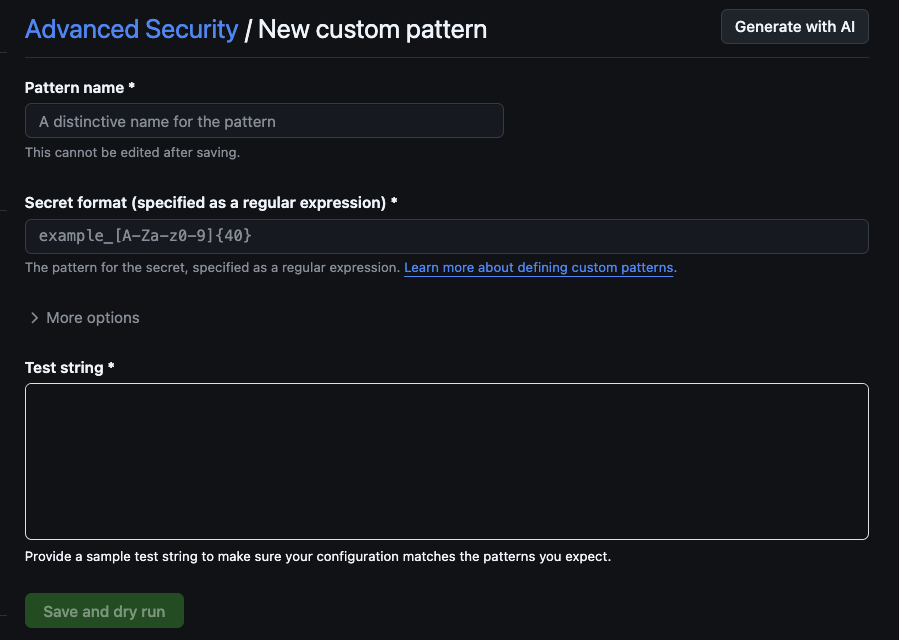 Advanced Security / New custom pattern
Generate with AI
Pattern name *
A distinctive name for the pattern
This cannot be edited after saving.
Secret format (specified as a regular expression) *
example_[A-Za-z0-9]{40}
The pattern for the secret, specified as a regular expression. Learn more about defining custom patterns.
More options
Test string *
Provide a sample test string to make sure your configuration matches the patterns you expect.
Save and dry run